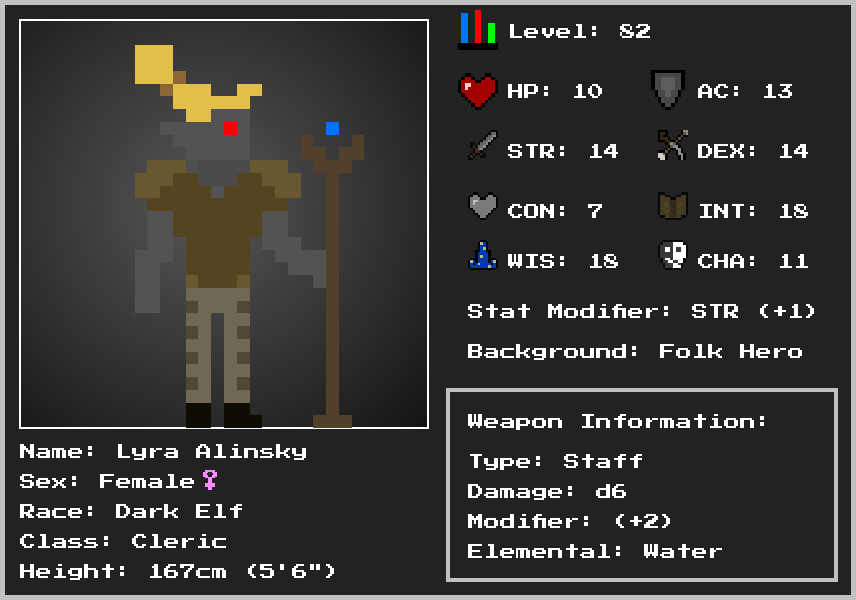 Level: 82
HP: 10 AC: 13
STR: 14 DEX: 14
CON: 7 INT: 18
WIS: 18 CHA: 11
Stat Modifier: STR (+1)
Background: Folk Hero
Weapon Information:
Type: Staff
Damage: d6
Modifier: (+2)
Elemental: Water
Name: Lyra Alinsky
Sex: Female♀
Race: Dark Elf
Class: Cleric
Height: 167cm (5'6")